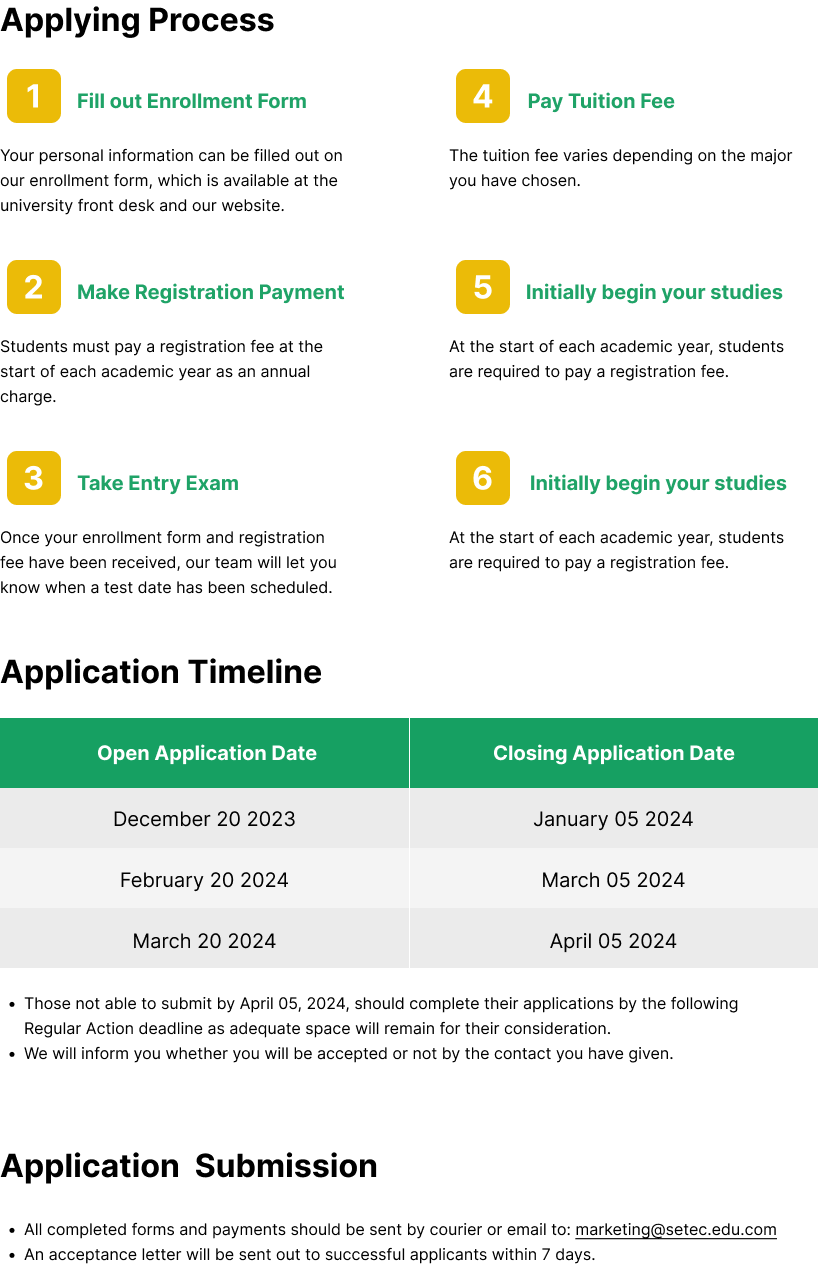 Applying Process
1 Fill out Enrollment Form
Your personal information can be filled out on
our enrollment form, which is available at the
university front desk and our website.
2 Make Registration Payment
Students must pay a registration fee at the
start of each academic year as an annual
charge.
3 Take Entry Exam
Once your enrollment form and registration
fee have been received, our team will let you
know when a test date has been scheduled.
4 Pay Tuition Fee
The tuition fee varies depending on the major
you have chosen.
5 Initially begin your studies
At the start of each academic year, students
are required to pay a registration fee.
6 Initially begin your studies
At the start of each academic year, students
are required to pay a registration fee.
Application Timeline
Open Application Date Closing Application Date
December 20 2023 January 05 2024
February 20 2024 March 05 2024
March 20 2024 April 05 2024
• Those not able to submit by April 05, 2024, should complete their applications by the following
Regular Action deadline as adequate space will remain for their consideration.
• We will inform you whether you will be accepted or not by the contact you have given.
Application Submission
• All completed forms and payments should be sent by courier or email to: marketing@setec.edu.com
• An acceptance letter will be sent out to successful applicants within 7 days.